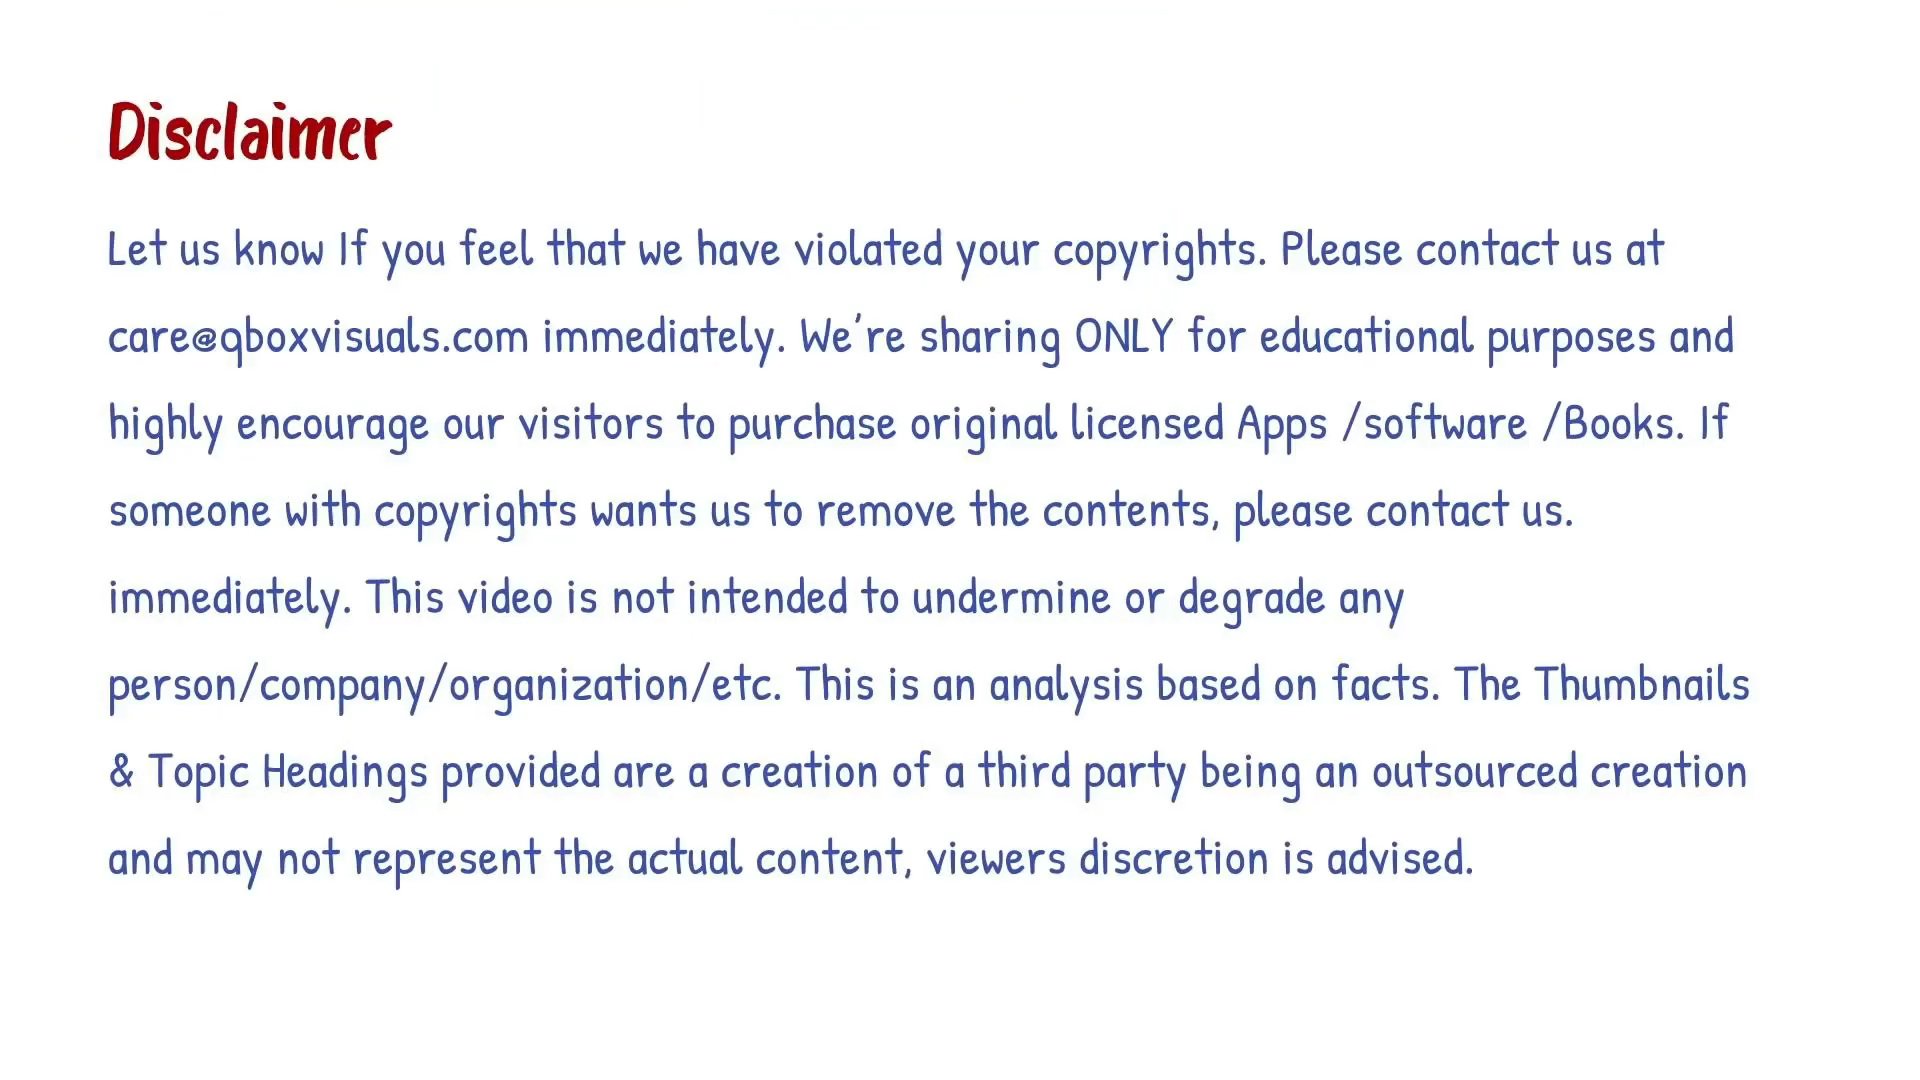 Disclaimer
Let us know If you feel that we have violated your copyrights. Please contact us at
care@qboxvisuals.com immediately. We're sharing ONLY for educational purposes and
highly encourage our visitors to purchase original licensed Apps /software /Books. If
someone with copyrights wants us to remove the contents, please contact us.
immediately. This video is not intended to undermine or degrade any
person/company/organization/etc. This is an analysis based on facts. The Thumbnails
& Topic Headings provided are a creation of a third party being an outsourced creation
and may not represent the actual content, viewers discretion is advised.